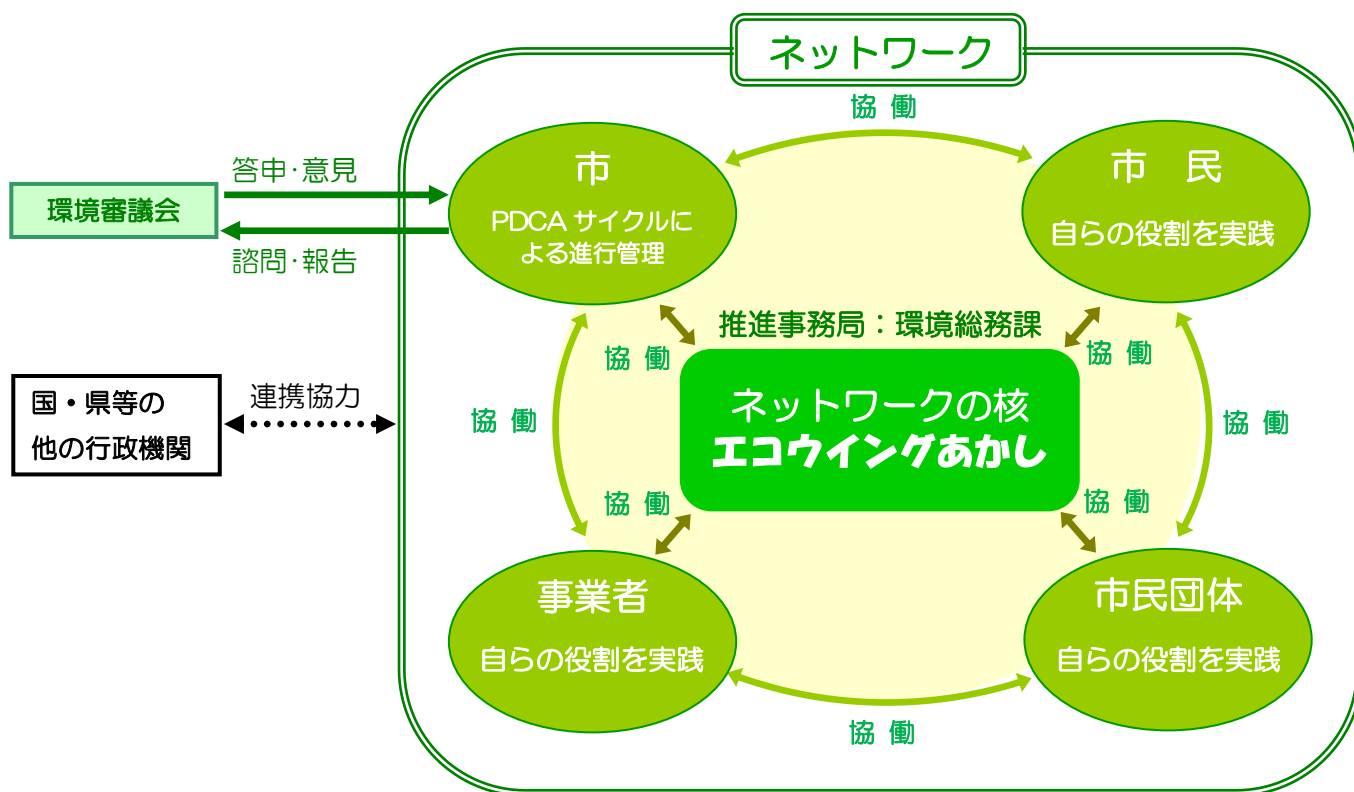 ネットワーク
協 働
答申・意見
環境審議会
諮問・報告
市
PDCA サイクルに
よる進行管理
市 民
自らの役割を実践
推進事務局:環境総務課
協 働
協 働
国・県等の
他の行政機関
連携協力
ネットワークの核
エコウイングあかし
協 働
協 働
協 働
協 働
事業者
自らの役割を実践
市民団体
自らの役割を実践
協 働